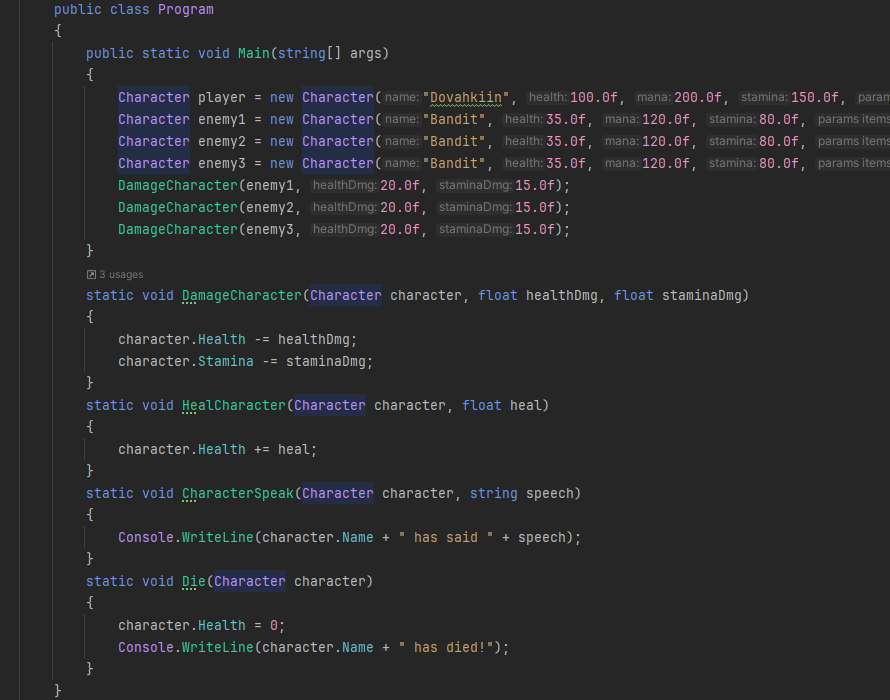 public class Program
{
public static void Main(string[] args)
{
Character player = new Character(name: "Dovahkiin", health: 100.0f, mana: 200.0f, stamina: 150.0f, param
Character enemy1 = new Character(name: "Bandit", health: 35.0f, mana: 120.0f, stamina: 80.0f, params items
Character enemy2 = new Character(name: "Bandit", health: 35.0f, mana: 120.0f, stamina: 80.0f, params items
Character enemy3 = new Character(name: "Bandit", health: 35.0f, mana: 120.0f, stamina: 80.0f, params items
DamageCharacter(enemy1, healthDmg: 20.0f, staminaDmg: 15.0f);
DamageCharacter(enemy2, healthDmg: 20.0f, staminaDmg: 15.0f);
DamageCharacter(enemy3, healthDmg: 20.0f, staminaDmg: 15.0f);
}
3 usages
static void DamageCharacter(Character character, float healthDmg, float staminaDmg)
{
character.Health -= healthDmg;
character.Stamina -= staminaDmg;
}
static void HealCharacter(Character character, float heal)
{
character.Health += heal;
}
static void CharacterSpeak(Character character, string speech)
{
Console.WriteLine(character.Name + " has said " + speech);
}
static void Die(Character character)
{
character.Health = 0;
Console.WriteLine(character.Name + " has died!");
}
}